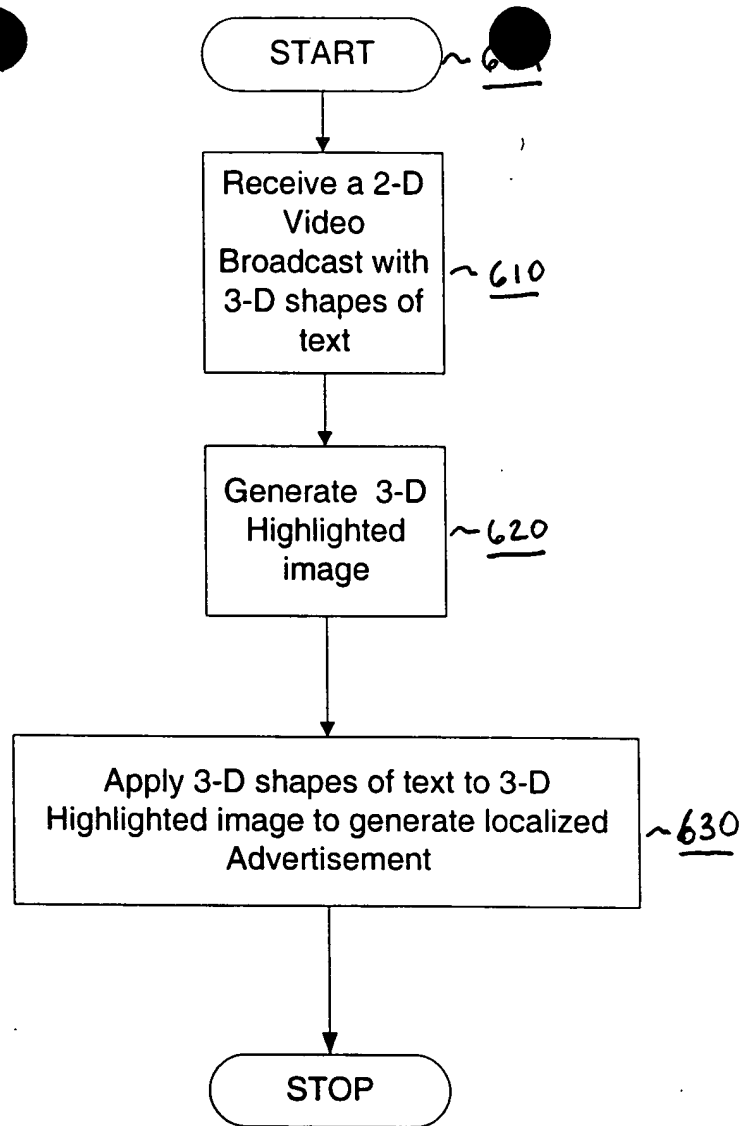 START
Receive a 2-D
Video
Broadcast with
3-D shapes of
text
~ 610
Generate 3-D
Highlighted
image
~ 620
Apply 3-D shapes of text to 3-D
Highlighted image to generate localized
Advertisement
~ 630
STOP